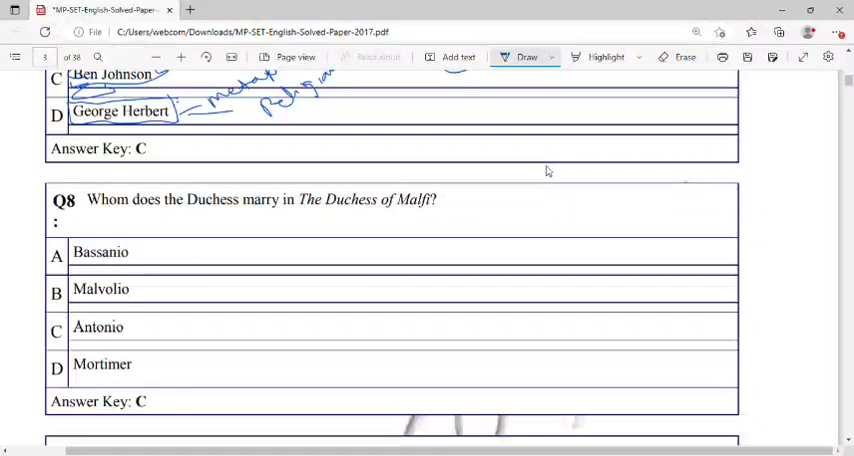 *MP-SET-English-Solved-Paper-
File
C:/Users/webcom/Downloads/MP-SET-English-Solved-Paper-2017.pdf
3 of 38
Page view
Read aloud
Add text
Draw
Highlight
Erase
C Ben Johnson
D George Herbert
Answer Key: C
Q8 Whom does the Duchess marry in The Duchess of Malfi?
:
A Bassanio
B Malvolio
C Antonio
D Mortimer
Answer Key: C